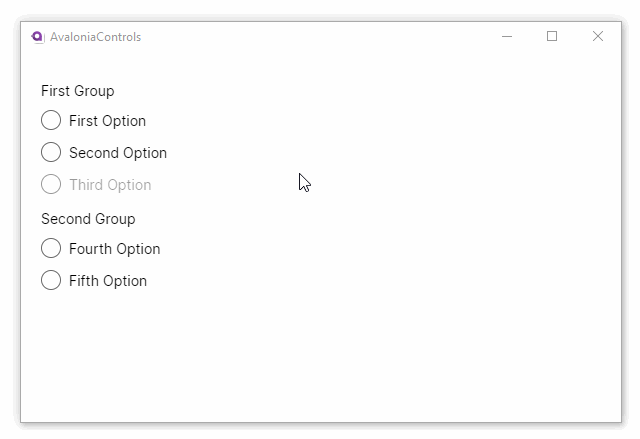 AvaloniaControls
First Group
First Option
Second Option
Third Option
Second Group
Fourth Option
Fifth Option